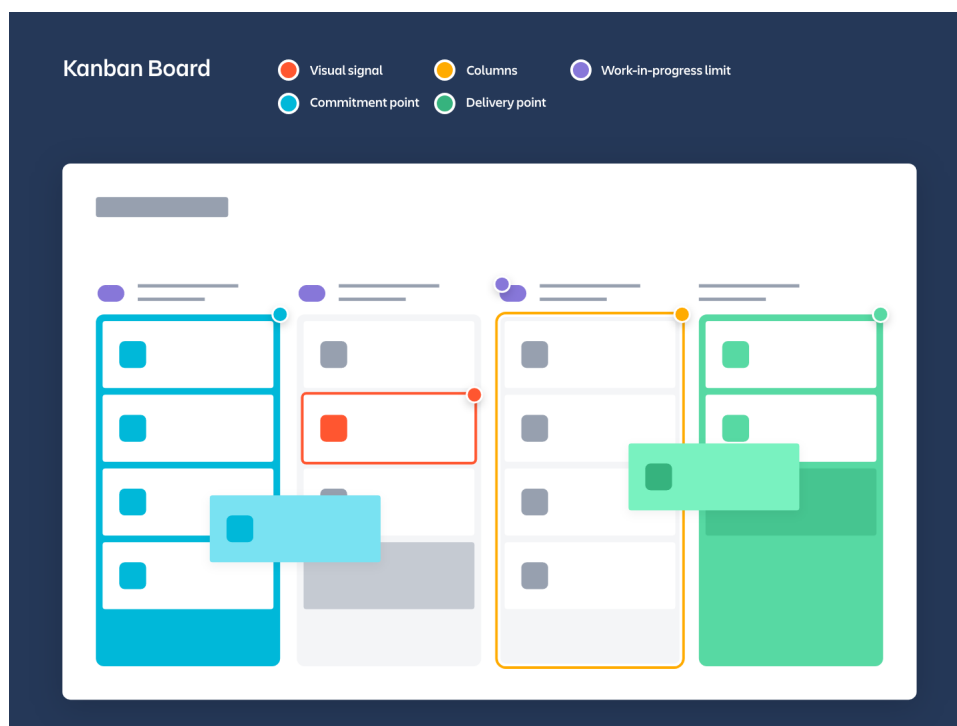 Kanban Board
Visual signal
Columns
Work-in-progress limit
Commitment point
Delivery point